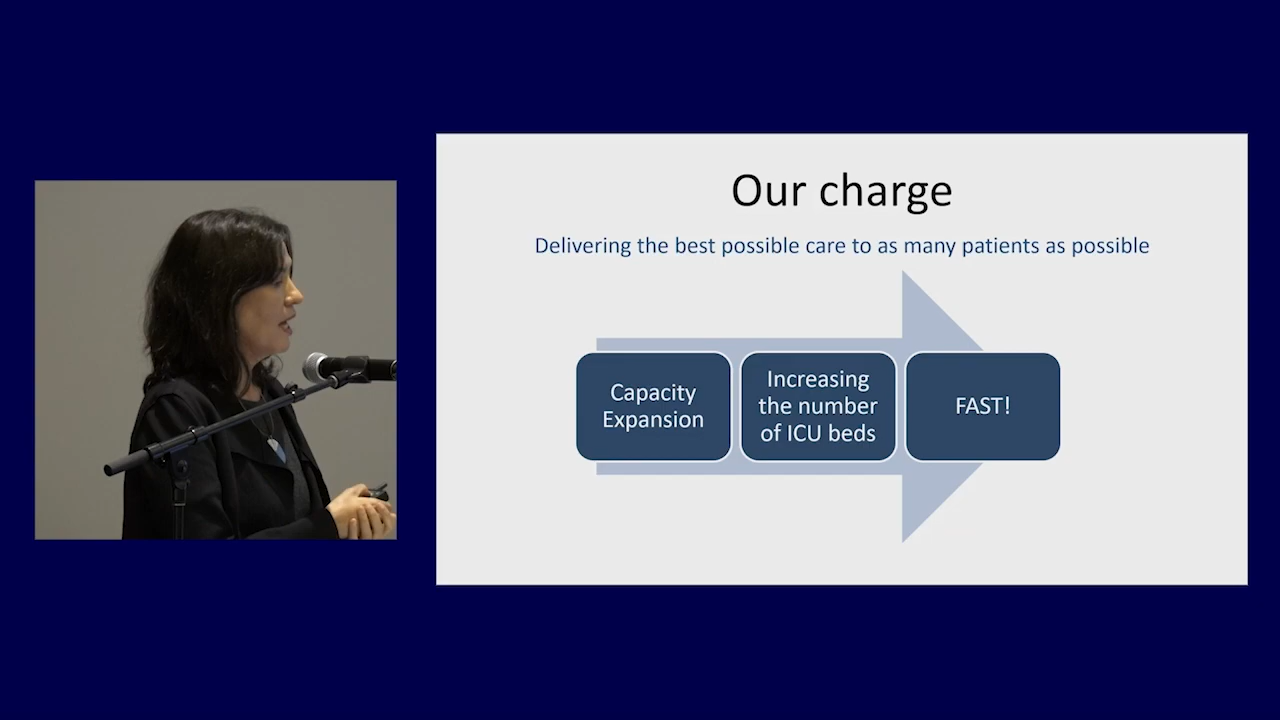 Our charge
Delivering the best possible care to as many patients as possible
Capacity
Expansion
Increasing
the number
of ICU beds
FAST!